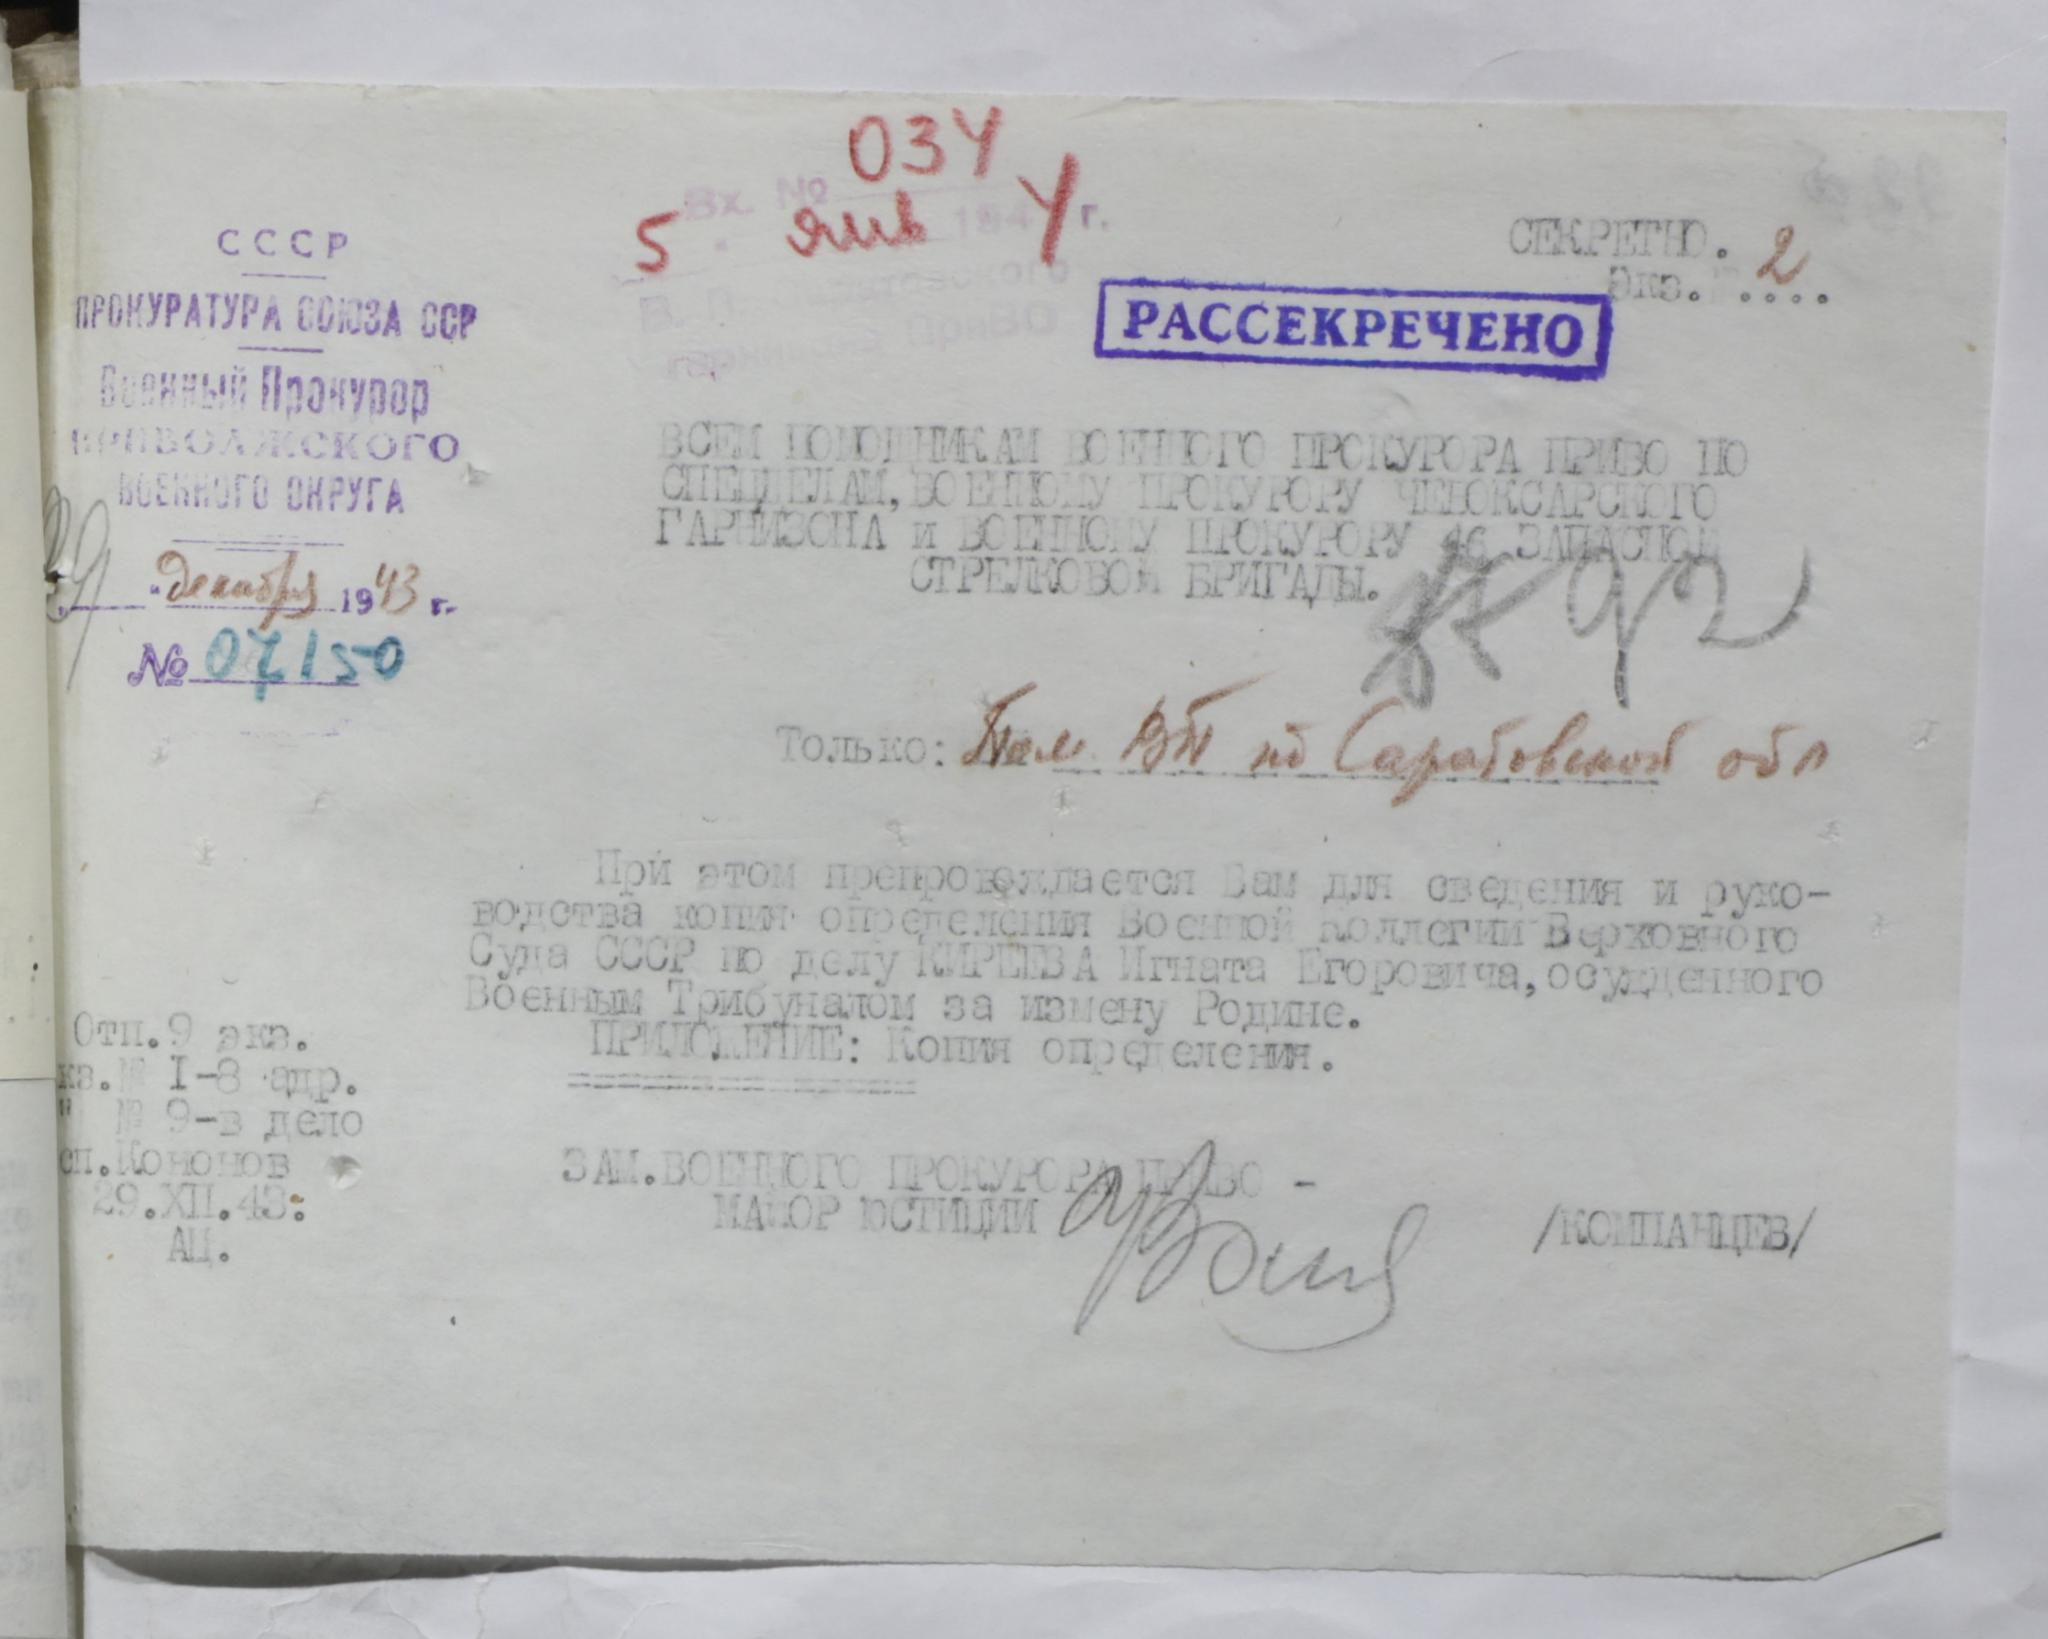 034
Вх. №
5 янв 1944 г.
гарнизона ПриВО
СССР
ПРОКУРАТУРА СОЮЗА ССР
Военный Прокурор
ПРИВОЛЖСКОГО
ВОЕННОГО ОКРУГА
29 " декабря 1943 г.
№ 07150
СЕКРЕТНО.
Экз. 2
РАССЕКРЕЧЕНО
ВСЕМ ПОМОЩНИКАМ ВОЕННОГО ПРОКУРОРА ПРИВО ПО
СПЕЦДЕЛАМ, ВОЕННОМУ ПРОКУРОРУ ЧЕБОКСАРСКОГО
ГАРНИЗОНА и ВОЕННОМУ ПРОКУРОРУ 46 ЗАПАСНОЙ
СТРЕЛКОВОЙ БРИГАДЫ.
Только: Пом. ВП по Саратовской обл
При этом препровождается Вам для сведения и руко-
водства копия определения Военной Коллегии Верховного
Суда СССР по делу КИРЕЕВА Игната Егоровича, осужденного
Военным Трибуналом за измену Родине.
ПРИЛОЖЕНИЕ: Копия определения.
ЗАМ. ВОЕННОГО ПРОКУРОРА ПРИВО -
МАЙОР ЮСТИЦИИ /КОМПАНЦЕВ/
Отп. 9 экз.
кз. № I-8 адр.
" № 9-в дело
сп. Кононов
29.XII.43:
АЦ.